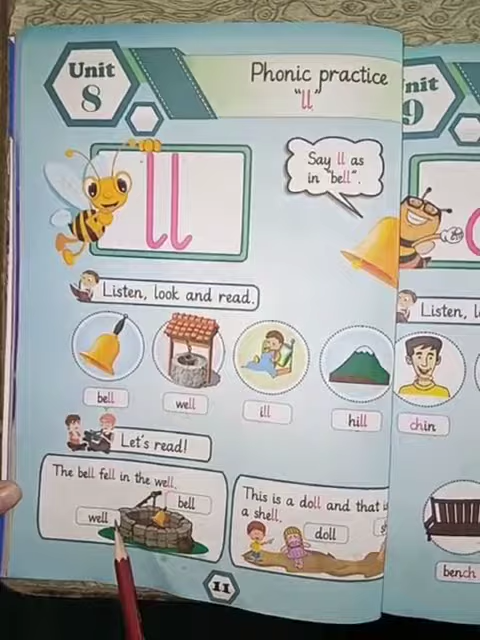 Unit
8
Phonic practice
"ll"
ll
Say ll as
in "bell".
Listen, look and read.
bell
well
ill
hill
Let's read!
The bell fell in the well.
bell
well
This is a doll and that
a shell.
doll
11
9
Listen,
chin
bench